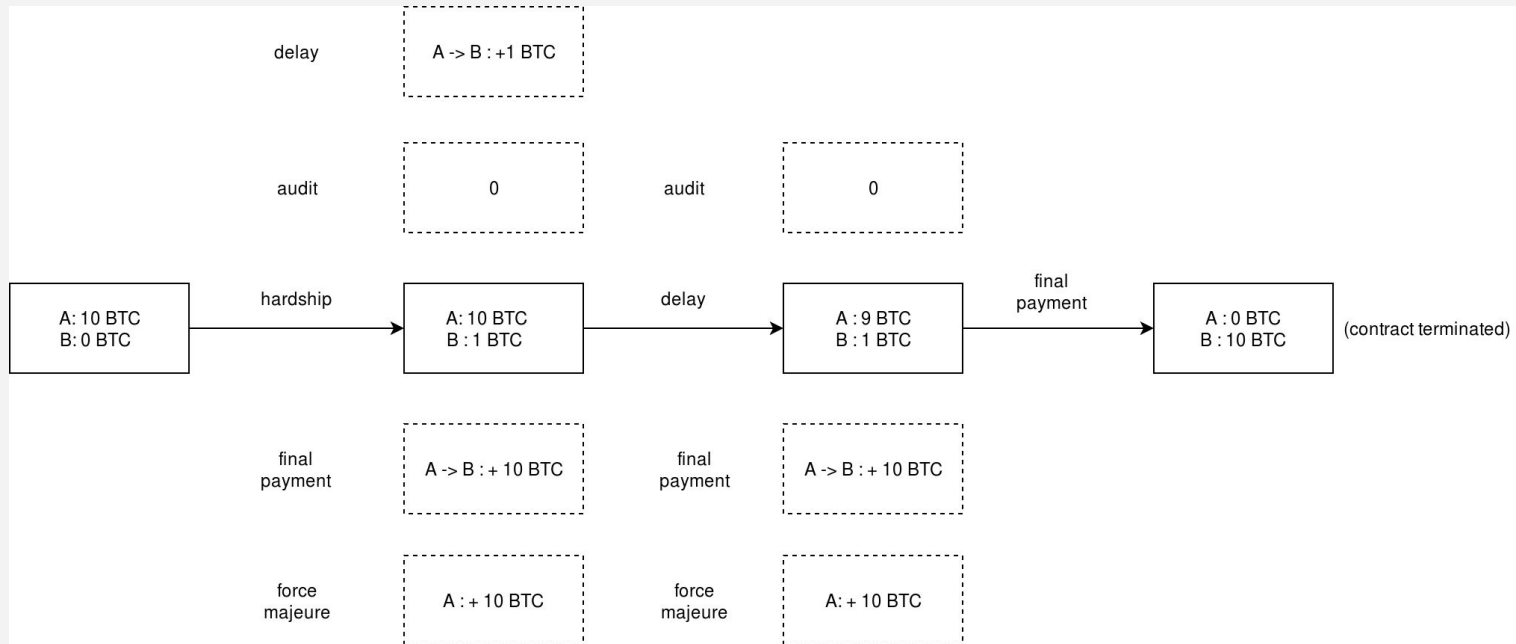 delay
A -> B : +1 BTC
audit
0
audit
0
A: 10 BTC
B: 0 BTC
hardship
A: 10 BTC
B : 1 BTC
delay
A : 9 BTC
B : 1 BTC
final
payment
A : 0 BTC
B : 10 BTC
(contract terminated)
final
payment
A -> B : + 10 BTC
final
payment
A -> B : + 10 BTC
force
majeure
A : + 10 BTC
force
majeure
A: + 10 BTC